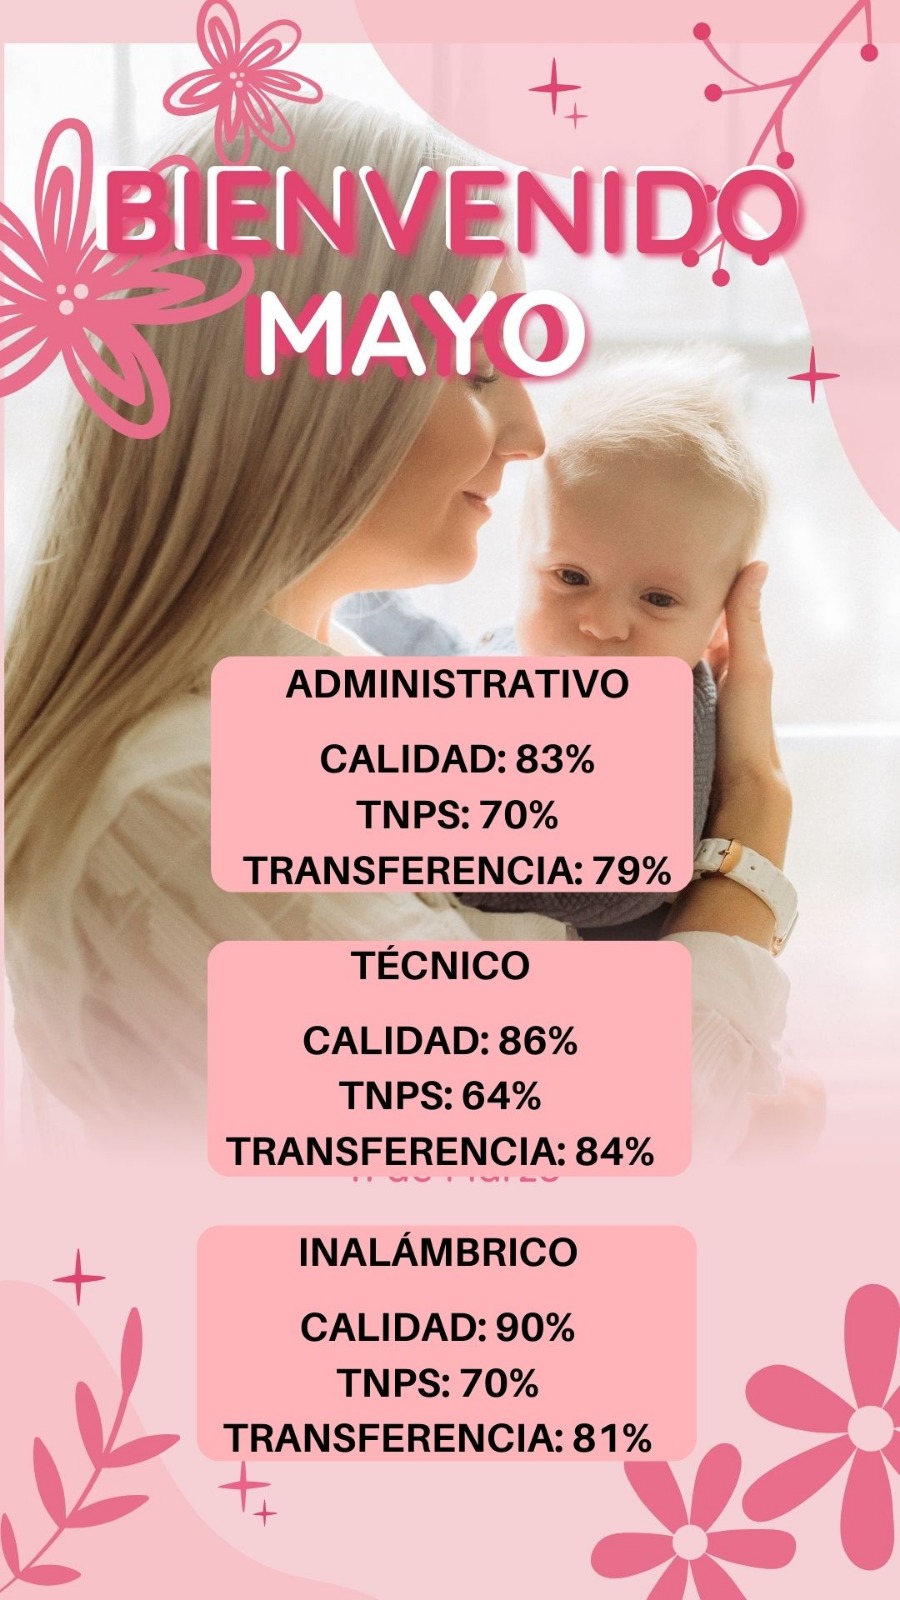 BIENVENIDO
MAYO
ADMINISTRATIVO
CALIDAD: 83%
TNPS: 70%
TRANSFERENCIA: 79%
TÉCNICO
CALIDAD: 86%
TNPS: 64%
TRANSFERENCIA: 84%
INALÁMBRICO
CALIDAD: 90%
TNPS: 70%
TRANSFERENCIA: 81%